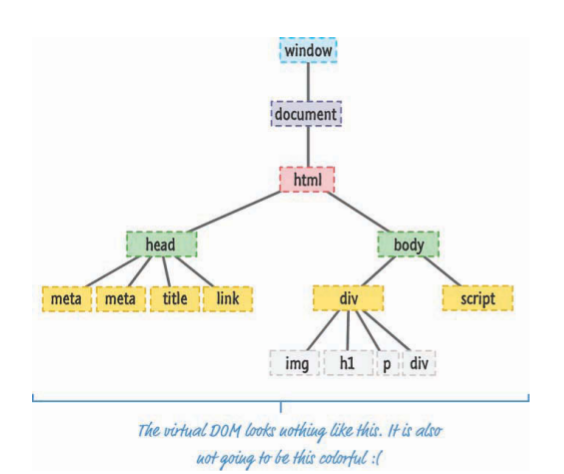 window
document
html
head body
meta meta title link div script
img h1 p div
The virtual DOM looks nothing like this. It is also
not going to be this colorful :(